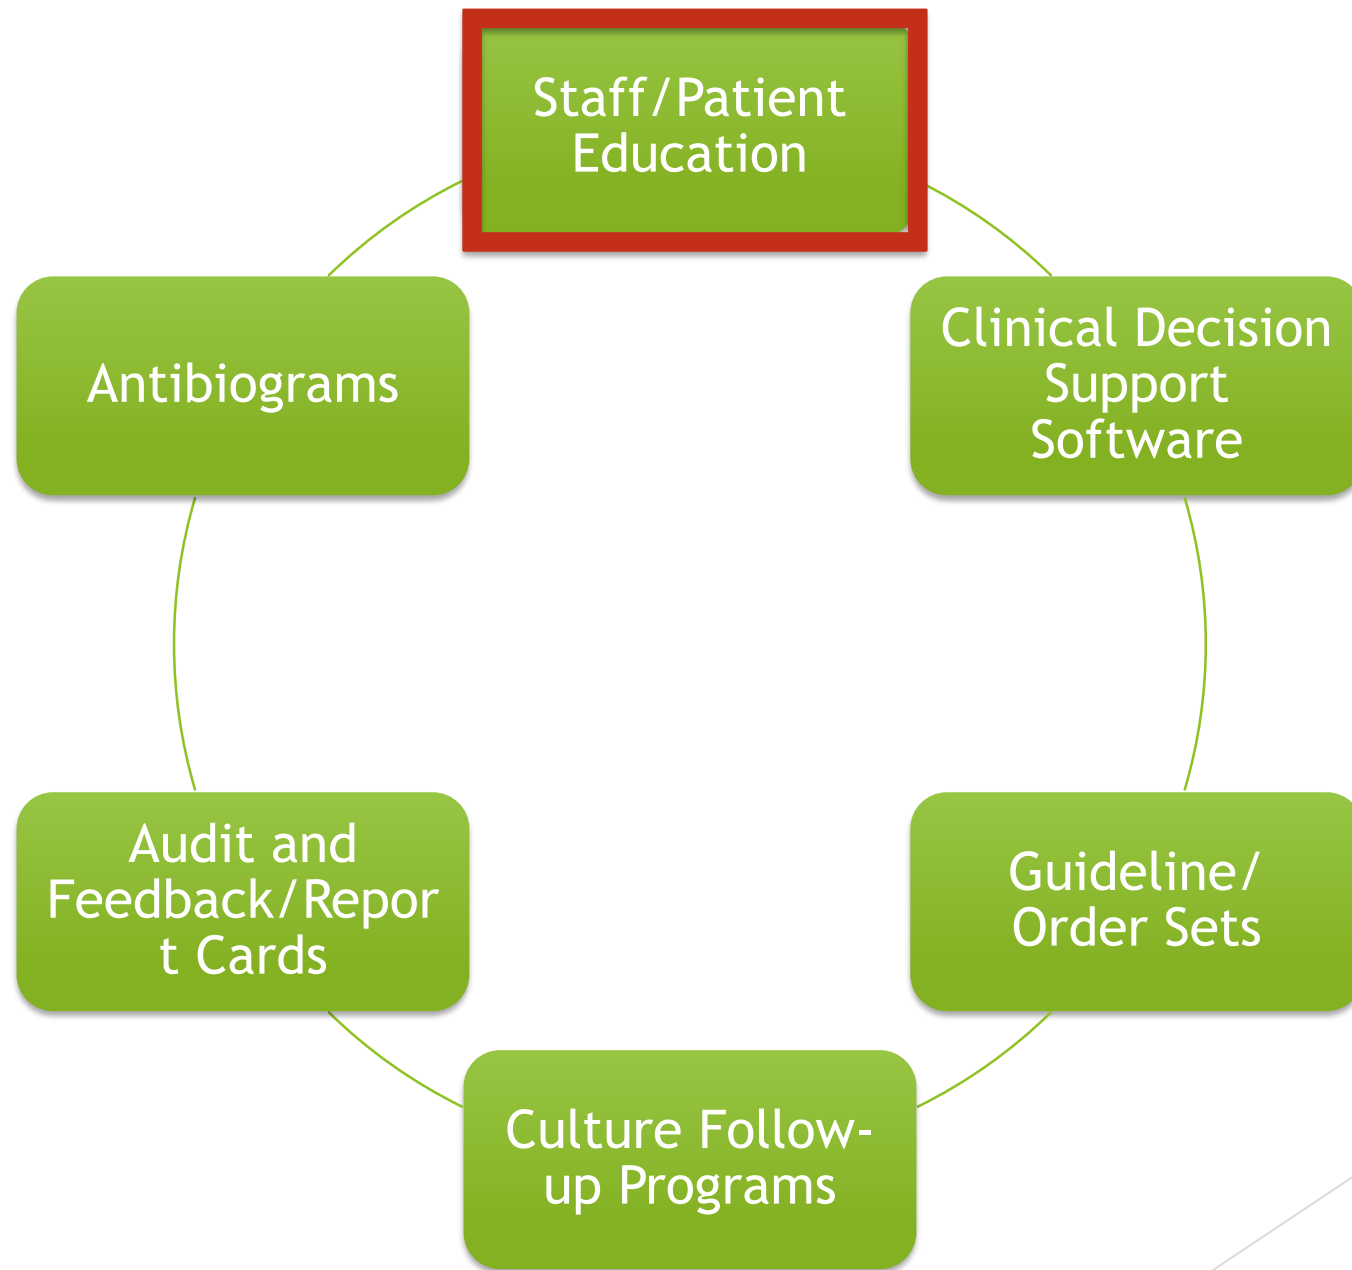 Staff/Patient
Education
Clinical Decision
Support
Software
Guideline/
Order Sets
Culture Follow-
up Programs
Audit and
Feedback/Repor
t Cards
Antibiograms